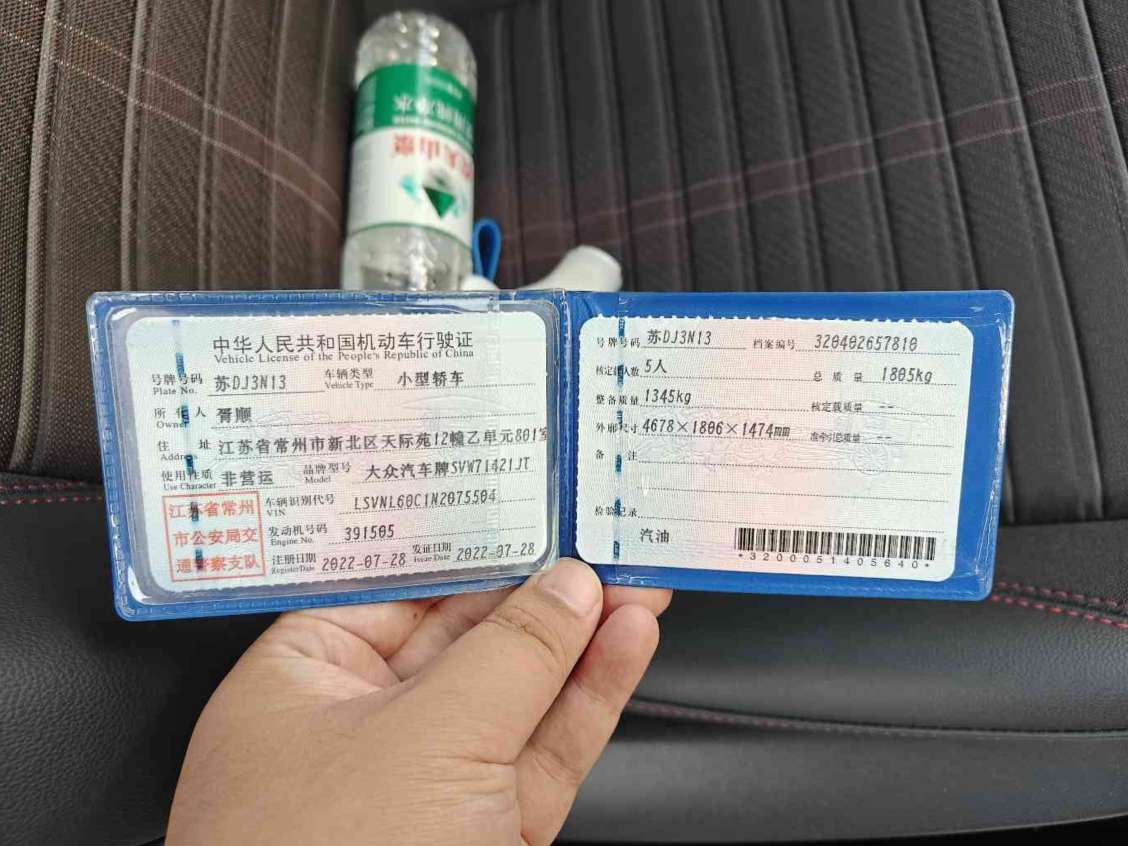 中华人民共和国机动车行驶证
Vehicle License of the People's Republic of China
号牌号码 苏DJ3N13 车辆类型 小型轿车
Plate No. Vehicle Type
所有人 胥顺
Owner
住址 江苏省常州市新北区天际苑12幢乙单元801室
Address
使用性质 非营运 品牌型号 大众汽车牌SVW71421JT
Use Character Model
江苏省常州
市公安局交
通警察支队
车辆识别代号 LSVNL60C1N2075504
VIN
发动机号码 391505
Engine No.
注册日期 2022-07-28 发证日期 2022-07-28
Register Date Issue Date
号牌号码 苏DJ3N13 档案编号 320402657810
核定载人数 5人 总质量 1805kg
整备质量 1345kg 核定载质量 --
外廓尺寸 4678×1806×1474mm 准牵引总质量 --
备注
检验记录
汽油
*3200051405640*